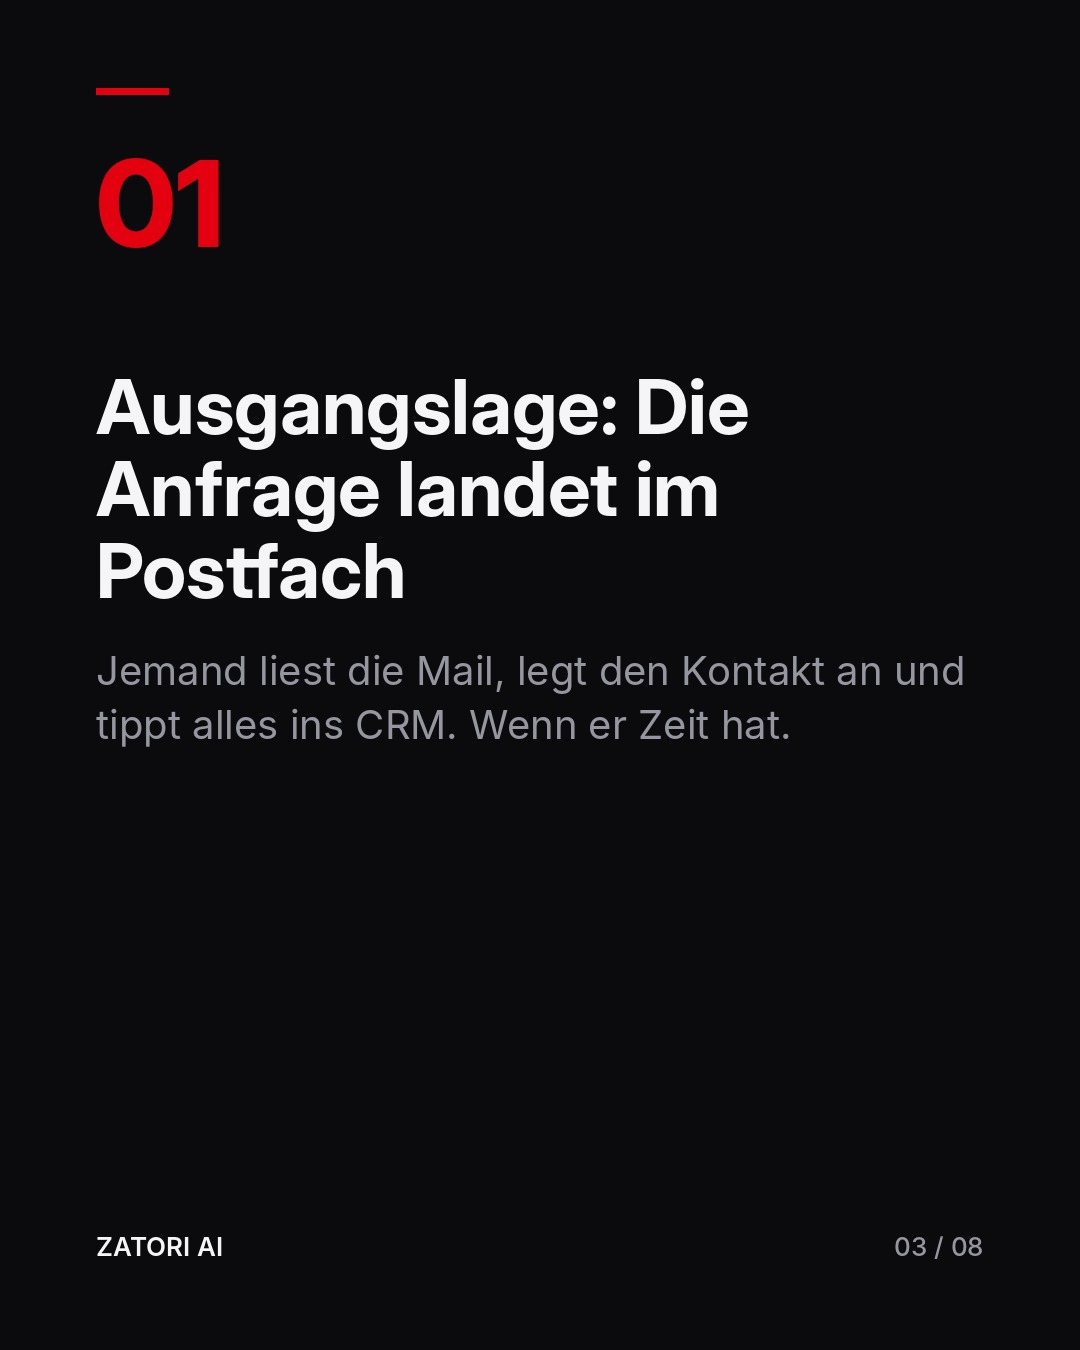 01
Ausgangslage: Die
Anfrage landet im
Postfach
Jemand liest die Mail, legt den Kontakt an und
tippt alles ins CRM. Wenn er Zeit hat.
ZATORI AI
03 / 08